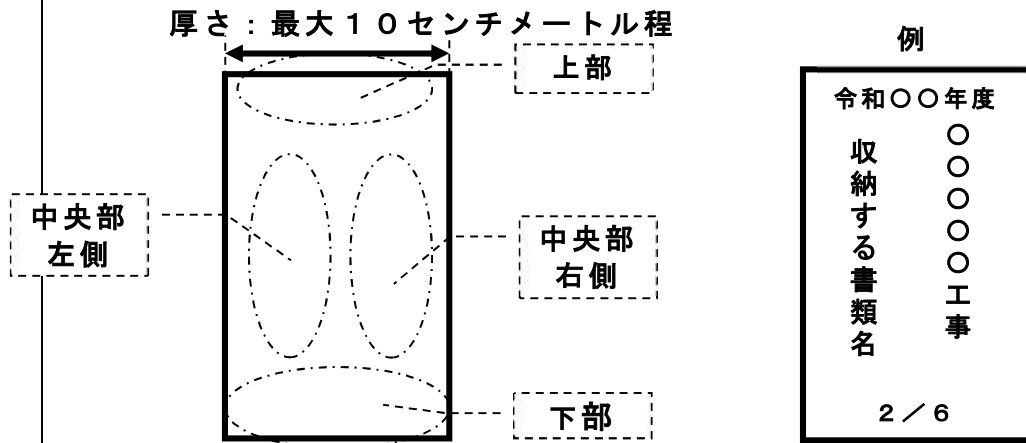 厚さ：最大１０センチメートル程
上部
中央部
左側
中央部
右側
下部
例
令和〇〇年度
〇〇〇〇〇工事
収納する書類名
２／６